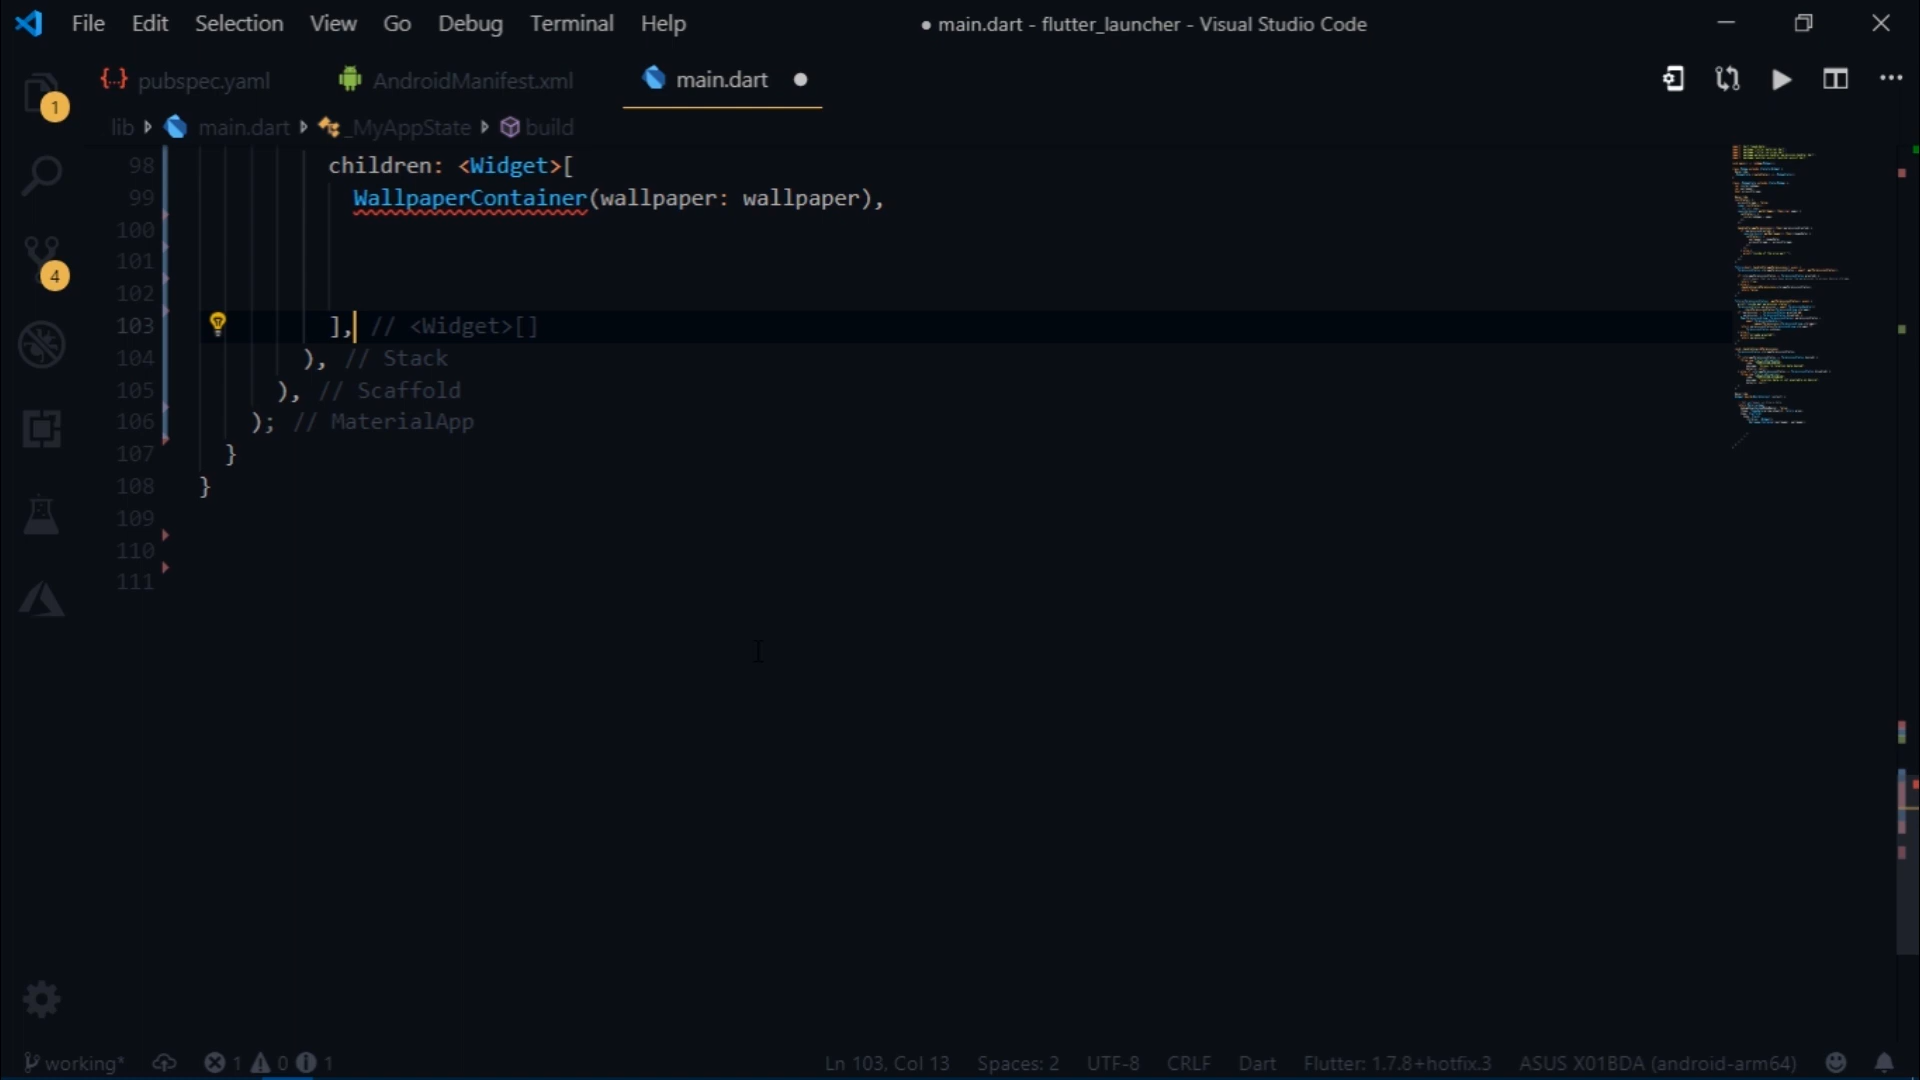 File Edit Selection View Go Debug Terminal Help
● main.dart - flutter_launcher - Visual Studio Code
{..} pubspec.yaml
AndroidManifest.xml
main.dart ●
lib main.dart _MyAppState build
1
4
98 children: <Widget>[
99 WallpaperContainer(wallpaper: wallpaper),
100
101
102
103 ], // <Widget>[]
104 ), // Stack
105 ), // Scaffold
106 ); // MaterialApp
107 }
108 }
109
110
111
working* 1 0 1 Ln 103, Col 13 Spaces: 2 UTF-8 CRLF Dart Flutter: 1.7.8+hotfix.3 ASUS X01BDA (android-arm64)